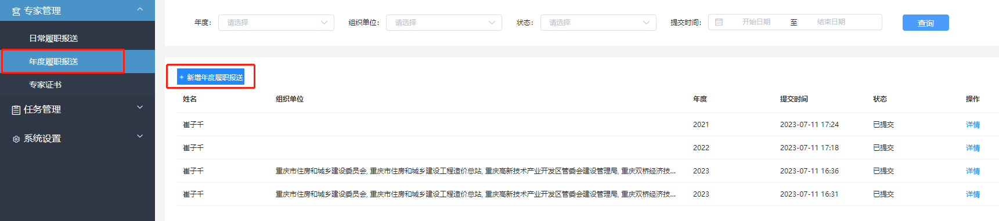 专家管理
日常履职报送
年度履职报送
专家证书
任务管理
系统设置
年度： 请选择 组织单位： 请选择 状态： 请选择 提交时间： 开始日期 至 结束日期 查询
+ 新增年度履职报送
姓名 组织单位 年度 提交时间 状态 操作
崔子千 2021 2023-07-11 17:24 已提交 详情
崔子千 2022 2023-07-11 17:18 已提交 详情
崔子千 重庆市住房和城乡建设委员会, 重庆市住房和城乡建设工程造价总站, 重庆高新技术产业开发区管委会建设管理局, 重庆双桥经济技... 2023 2023-07-11 16:36 已提交 详情
崔子千 重庆市住房和城乡建设委员会, 重庆市住房和城乡建设工程造价总站, 重庆高新技术产业开发区管委会建设管理局, 重庆双桥经济技... 2023 2023-07-11 16:31 已提交 详情